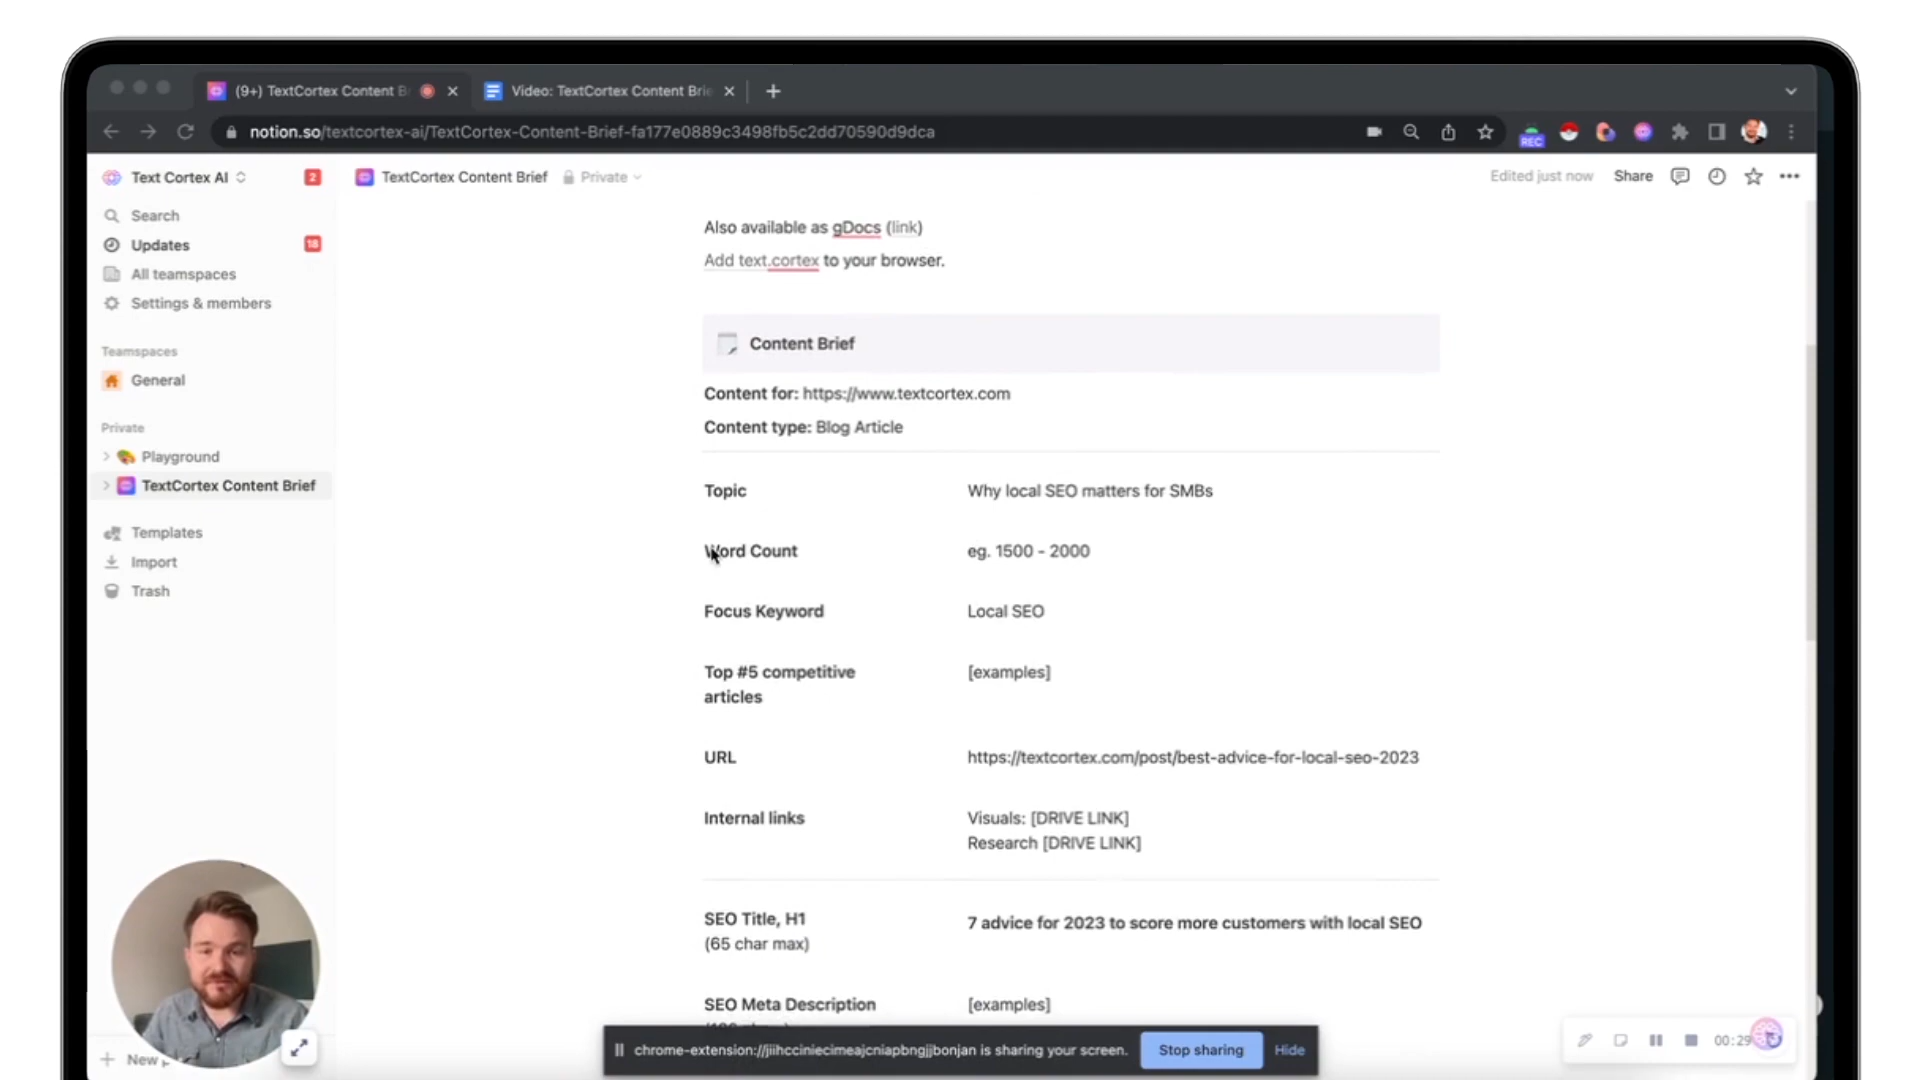 (9+) TextCortex Content B
Video: TextCortex Content Brie
notion.so/textcortex-ai/TextCortex-Content-Brief-fa177e0889c3498fb5c2dd70590d9dca
REC
Text Cortex AI
2
TextCortex Content Brief
Private
Edited just now
Share
Search
Updates
18
All teamspaces
Settings & members
Teamspaces
General
Private
Playground
TextCortex Content Brief
Templates
Import
Trash
New
Also available as gDocs (link)
Add text.cortex to your browser.
Content Brief
Content for: https://www.textcortex.com
Content type: Blog Article
Topic
Why local SEO matters for SMBs
Word Count
eg. 1500 - 2000
Focus Keyword
Local SEO
Top #5 competitive
articles
[examples]
URL
https://textcortex.com/post/best-advice-for-local-seo-2023
Internal links
Visuals: [DRIVE LINK]
Research [DRIVE LINK]
SEO Title, H1
(65 char max)
7 advice for 2023 to score more customers with local SEO
SEO Meta Description
[examples]
chrome-extension://jiihcciniecimeajcniapbngjjbonjan is sharing your screen.
Stop sharing
Hide
00:29